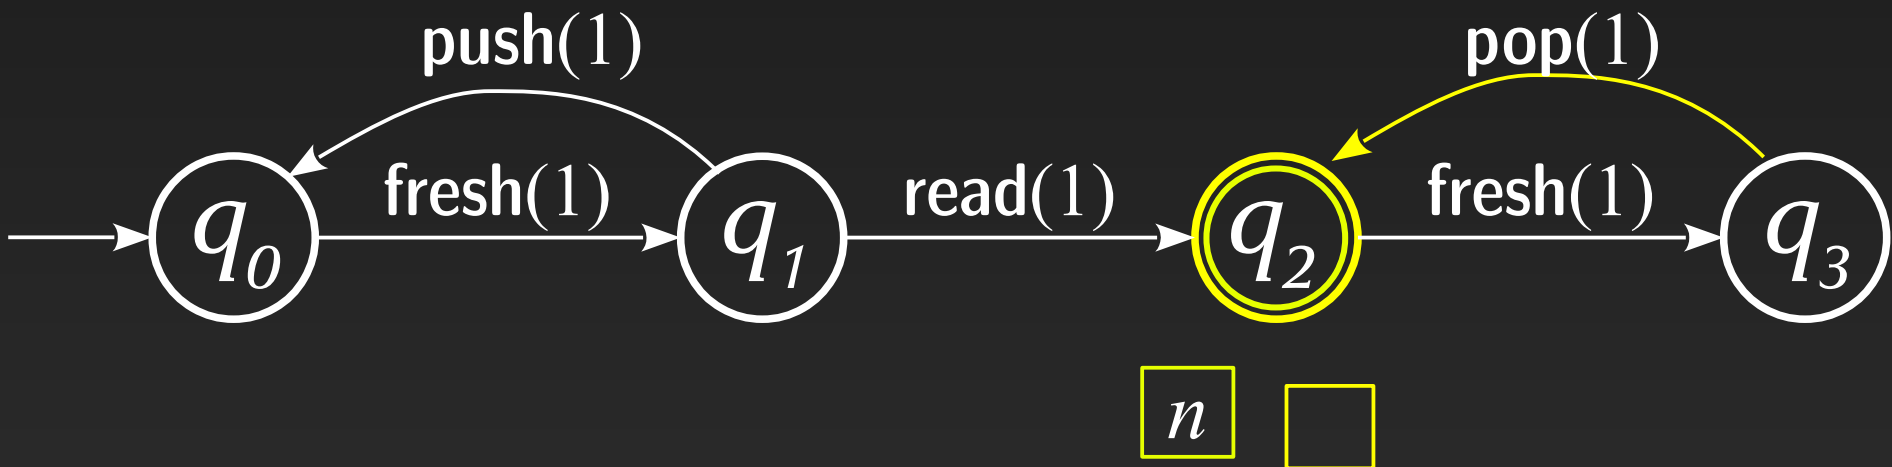 push(1)
pop(1)
fresh(1)
read(1)
fresh(1)
q0
q1
q2
q3
n